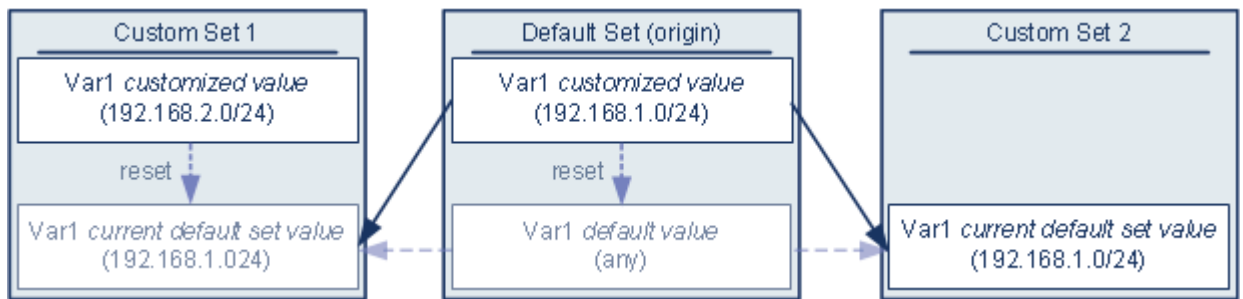 Custom Set 1
Var1 customized value
(192.168.2.0/24)
reset
Var1 current default set value
(192.168.1.024)
Default Set (origin)
Var1 customized value
(192.168.1.0/24)
reset
Var1 default value
(any)
Custom Set 2
Var1 current default set value
(192.168.1.0/24)